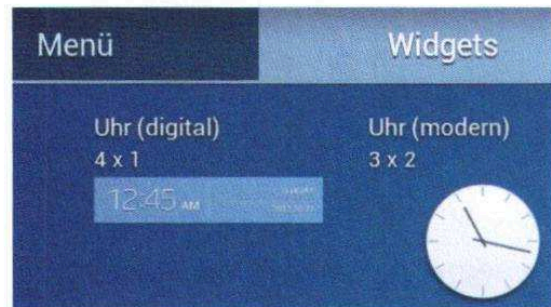 Menü
Widgets
Uhr (digital)
4 x 1
12:45 AM
Uhr (modern)
3 x 2